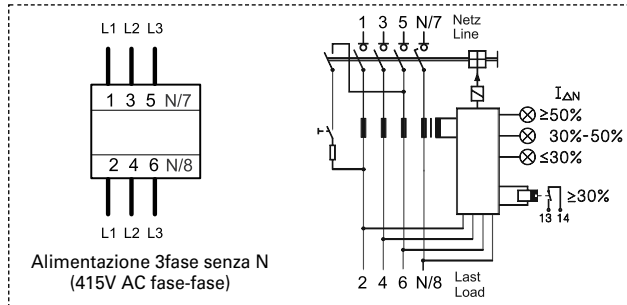 L1 L2 L3
1 3 5 N/7
2 4 6 N/8
L1 L2 L3
Alimentazione 3fase senza N
(415V AC fase-fase)
1 3 5 N/7 Netz
Line
T
I∆N
≥50%
30%-50%
≤30%
≥30%
13 14
2 4 6 N/8 Last
Load